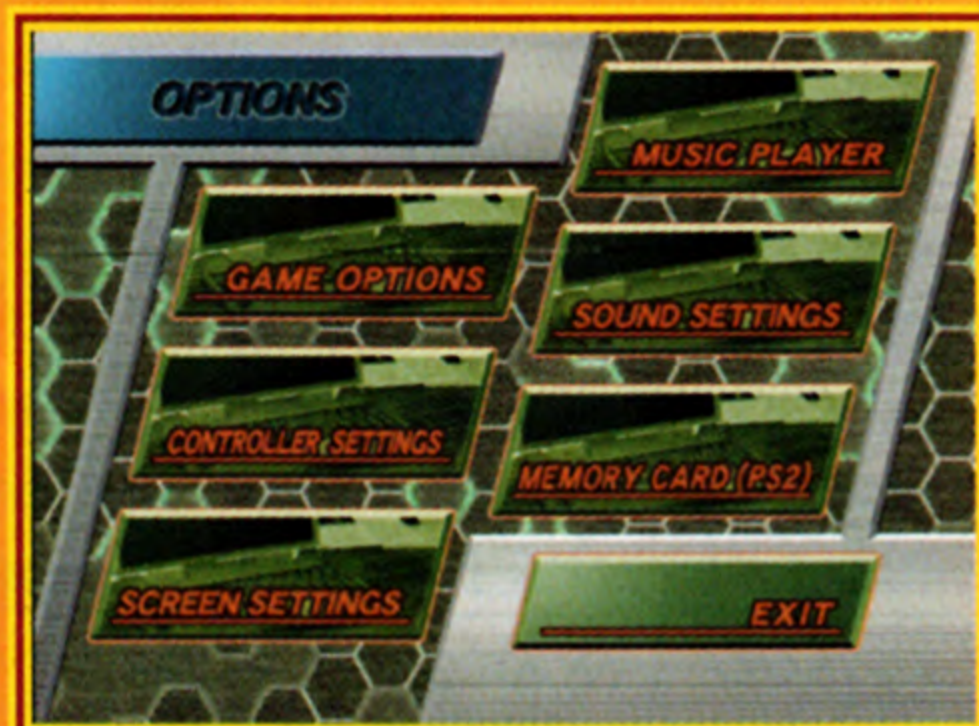 OPTIONS
MUSIC PLAYER
GAME OPTIONS
SOUND SETTINGS
CONTROLLER SETTINGS
MEMORY CARD (PS2)
SCREEN SETTINGS
EXIT